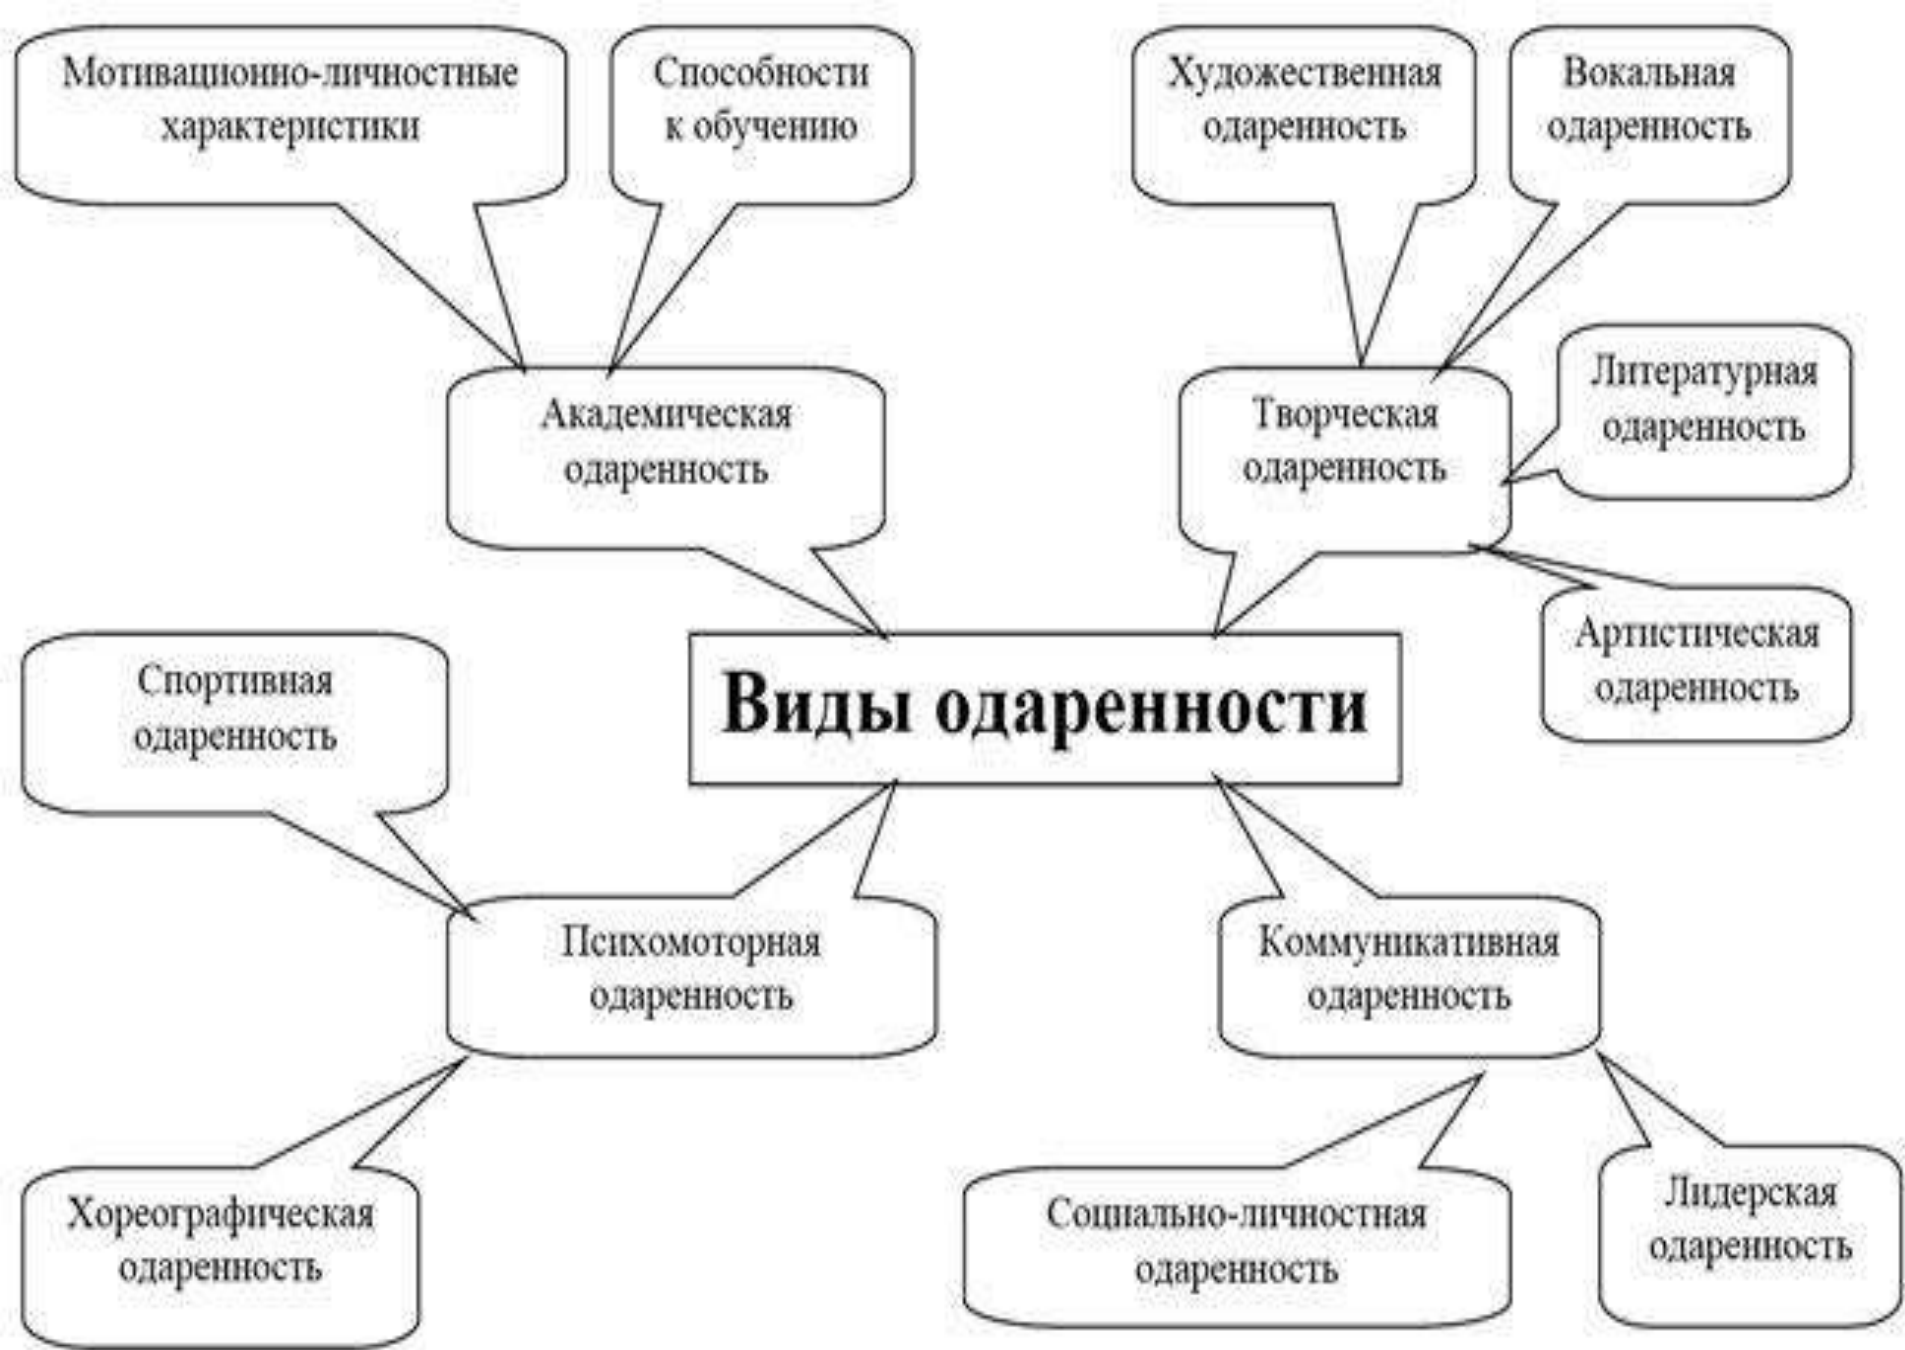 Мотивационно-личностные
характеристики
Способности
к обучению
Художественная
одаренность
Вокальная
одаренность
Академическая
одаренность
Творческая
одаренность
Литературная
одаренность
Артистическая
одаренность
Спортивная
одаренность
Виды одаренности
Психомоторная
одаренность
Коммуникативная
одаренность
Хореографическая
одаренность
Социально-личностная
одаренность
Лидерская
одаренность